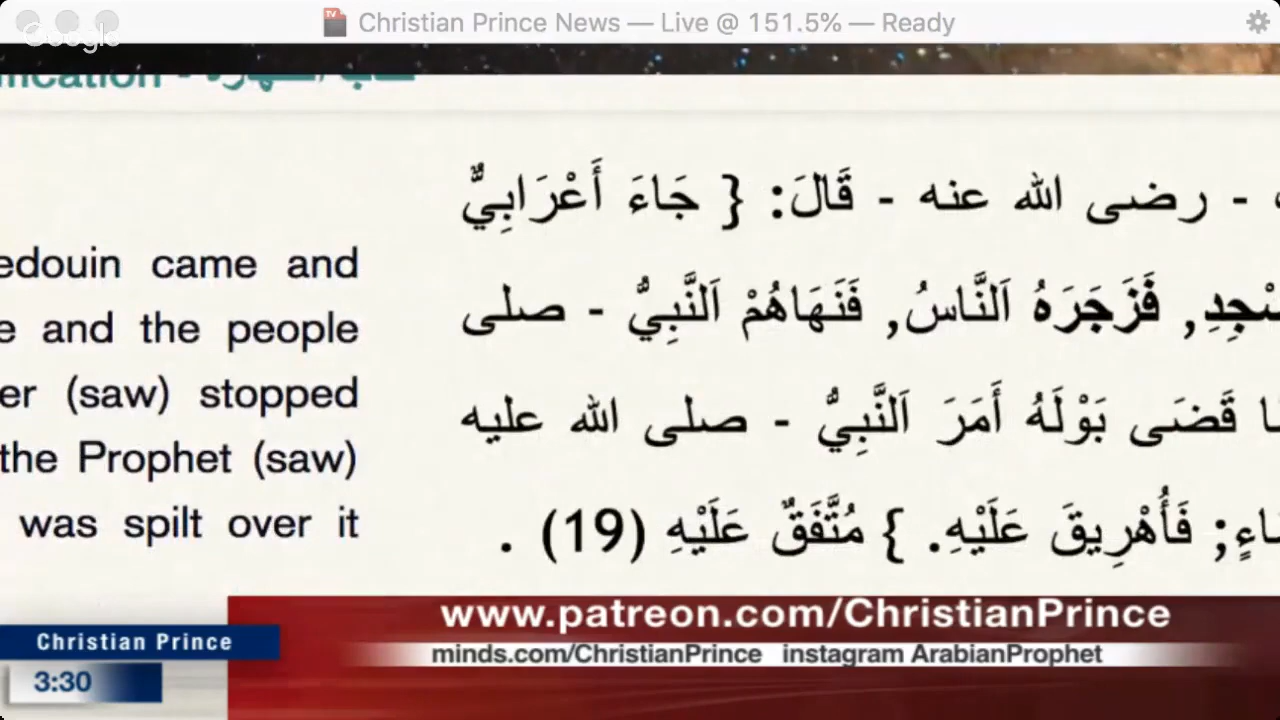 Christian Prince News — Live @ 151.5% — Ready
Google
- رضى الله عنه - قَالَ: { جَاءَ أَعْرَابِيٌّ
فَزَجَرَهُ اَلنَّاسُ, فَنَهَاهُمْ اَلنَّبِيُّ - صلى
قَضَى بَوْلَهُ أَمَرَ اَلنَّبِيُّ - صلى الله عليه
فَأُهْرِيقَ عَلَيْهِ. } مُتَّفَقٌ عَلَيْهِ (19) .
came and
and the people
(saw) stopped
the Prophet (saw)
was spilt over it
www.patreon.com/ChristianPrince
minds.com/ChristianPrince instagram ArabianProphet
Christian Prince
3:30